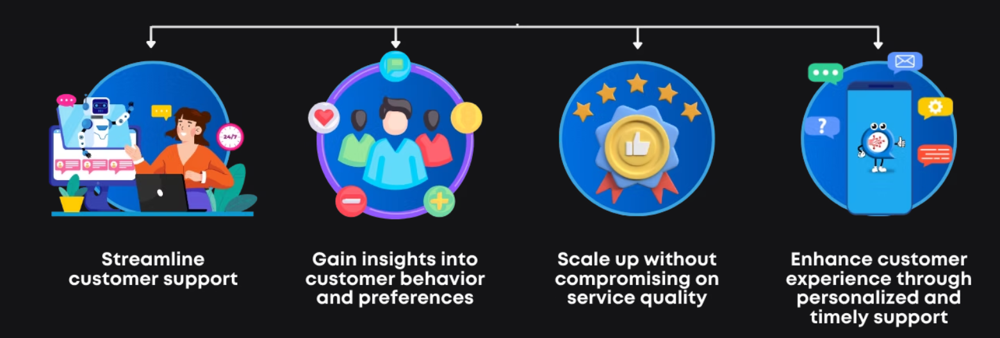 24/7
?
Streamline
customer support
Gain insights into
customer behavior
and preferences
Scale up without
compromising on
service quality
Enhance customer
experience through
personalized and
timely support